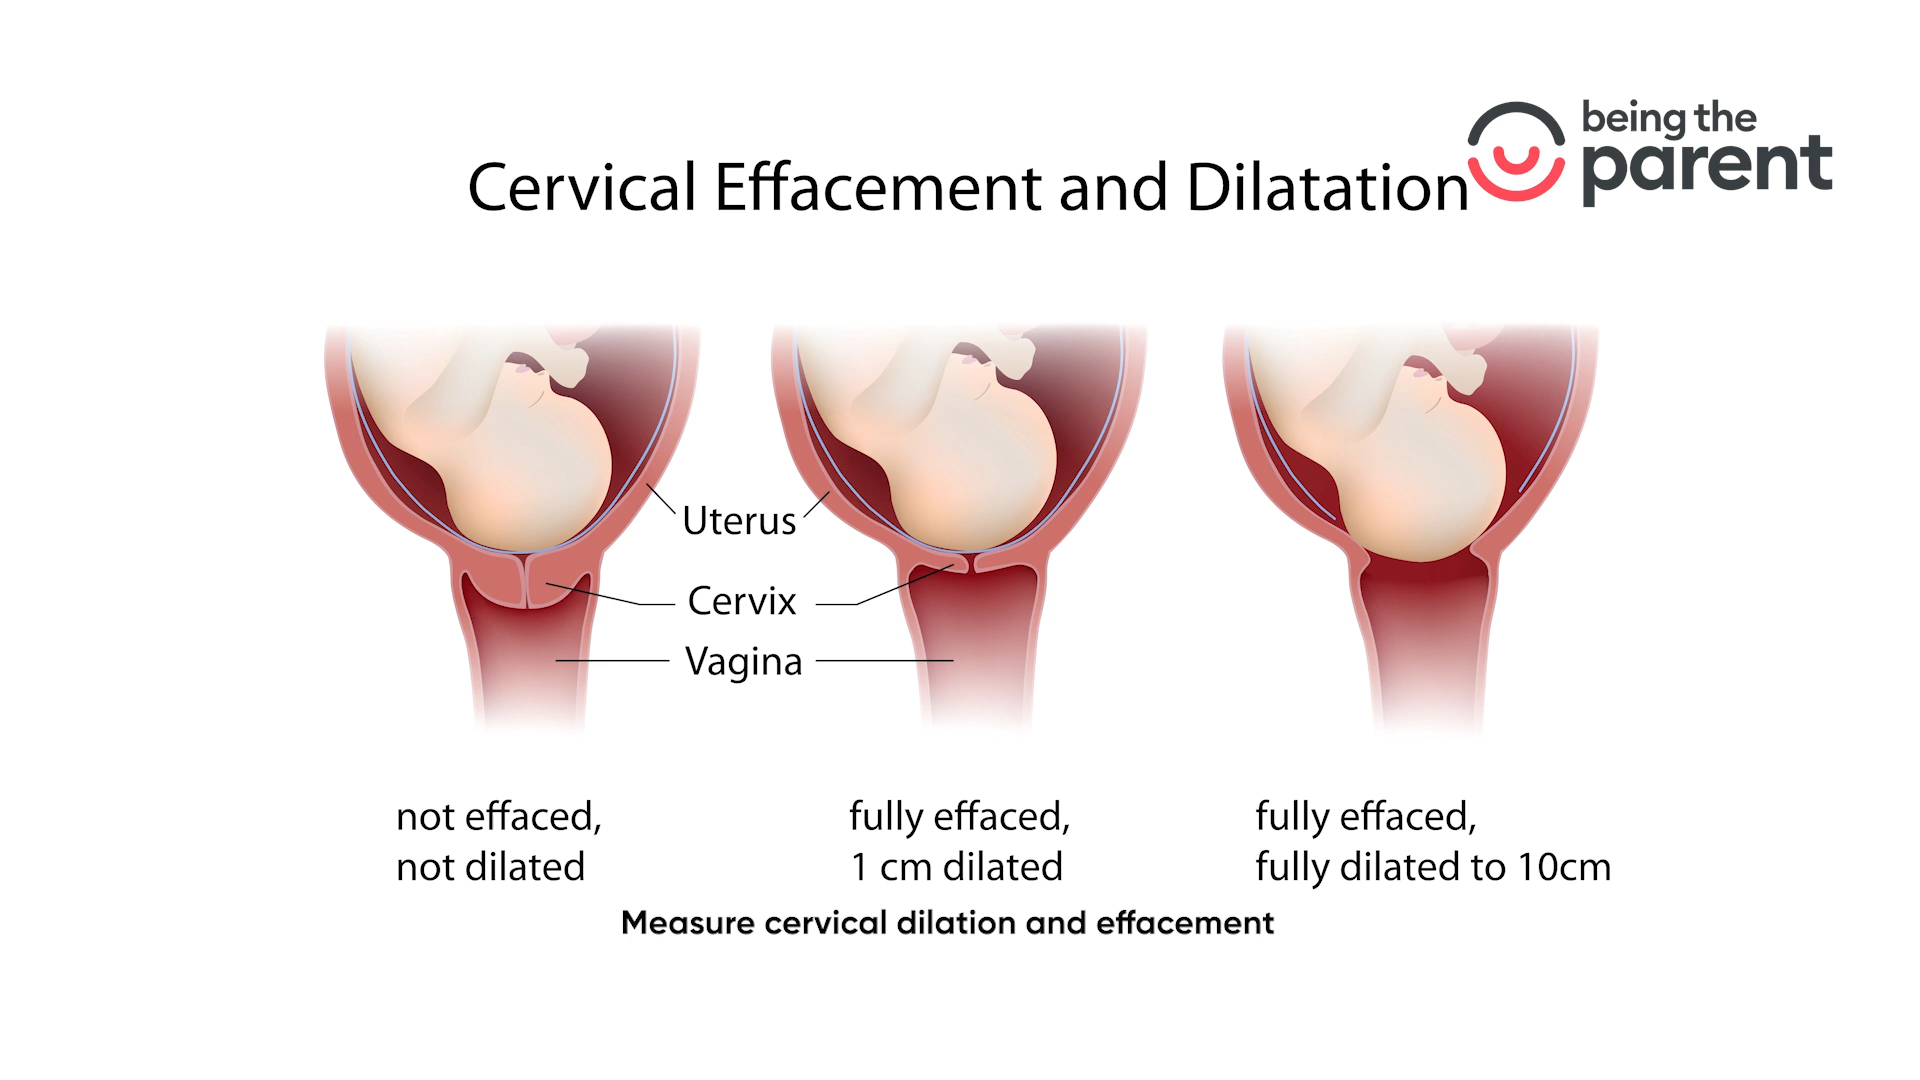 being the
parent
Cervical Effacement and Dilatation
Uterus
Cervix
Vagina
not effaced,
not dilated
fully effaced,
1 cm dilated
fully effaced,
fully dilated to 10cm
Measure cervical dilation and effacement